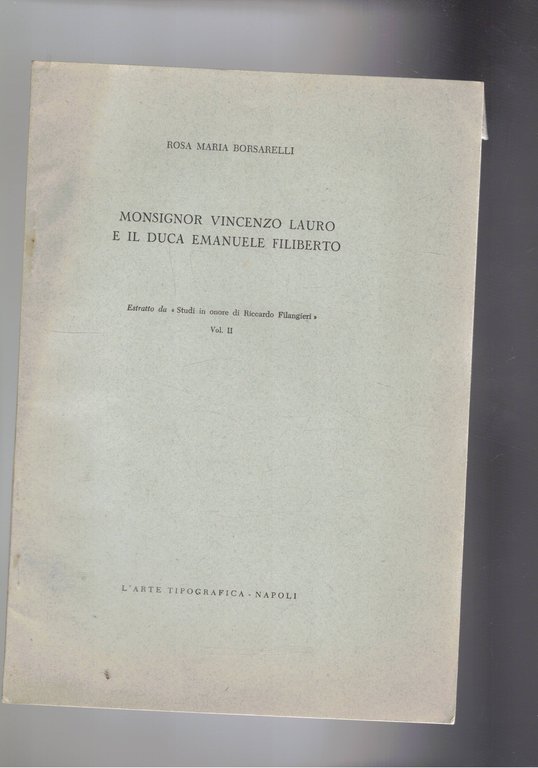 ROSA MARIA BORSARELLI
MONSIGNOR VINCENZO LAURO
E IL DUCA EMANUELE FILIBERTO
Estratto da « Studi in onore di Riccardo Filangieri »
Vol. II
L'ARTE TIPOGRAFICA - NAPOLI